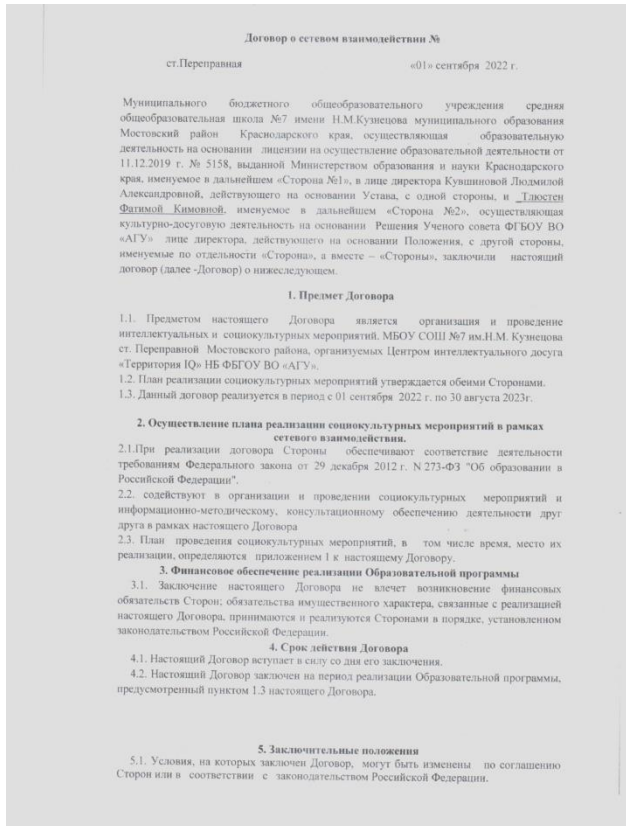 Договор о сетевом взаимодействии №
ст.Переправная «01» сентября 2022 г.
Муниципального бюджетного общеобразовательного учреждения средняя
общеобразовательная школа №7 имени Н.М.Кузнецова муниципального образования
Мостовский район Краснодарского края, осуществляющая образовательную
деятельность на основании лицензии на осуществление образовательной деятельности от
11.12.2019 г. № 5158, выданной Министерством образования и науки Краснодарского
края, именуемое в дальнейшем «Сторона №1», в лице директора Кувшиновой Людмилой
Александровной, действующего на основании Устава, с одной стороны, и _Тлюстен
Фатимой Кимовной, именуемое в дальнейшем «Сторона №2», осуществляющая
культурно-досуговую деятельность на основании Решения Ученого совета ФГБОУ ВО
«АГУ» лице директора, действующего на основании Положения, с другой стороны,
именуемые по отдельности «Сторона», а вместе – «Стороны», заключили настоящий
договор (далее -Договор) о нижеследующем.
1. Предмет Договора
1.1. Предметом настоящего Договора является организация и проведение
интеллектуальных и социокультурных мероприятий. МБОУ СОШ №7 им.Н.М. Кузнецова
ст. Переправной Мостовского района, организуемых Центром интеллектуального досуга
«Территория IQ» НБ ФБГОУ ВО «АГУ».
1.2. План реализации социокультурных мероприятий утверждается обеими Сторонами.
1.3. Данный договор реализуется в период с 01 сентября 2022 г. по 30 августа 2023г.
2. Осуществление плана реализации социокультурных мероприятий в рамках
сетевого взаимодействия.
2.1.При реализации договора Стороны обеспечивают соответствие деятельности
требованиям Федерального закона от 29 декабря 2012 г. N 273-ФЗ "Об образовании в
Российской Федерации".
2.2. содействуют в организации и проведении социокультурных мероприятий и
информационно-методическому, консультационному обеспечению деятельности друг
друга в рамках настоящего Договора
2.3. План проведения социокультурных мероприятий, в том числе время, место их
реализации, определяются приложением 1 к настоящему Договору.
3. Финансовое обеспечение реализации Образовательной программы
3.1. Заключение настоящего Договора не влечет возникновение финансовых
обязательств Сторон; обязательства имущественного характера, связанные с реализацией
настоящего Договора, принимаются и реализуются Сторонами в порядке, установленном
законодательством Российской Федерации.
4. Срок действия Договора
4.1. Настоящий Договор вступает в силу со дня его заключения.
4.2. Настоящий Договор заключен на период реализации Образовательной программы,
предусмотренный пунктом 1.3 настоящего Договора.
5. Заключительные положения
5.1. Условия, на которых заключен Договор, могут быть изменены по соглашению
Сторон или в соответствии с законодательством Российской Федерации.